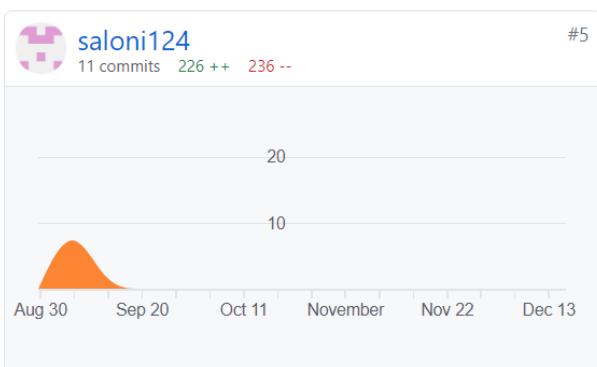 saloni124
#5
11 commits 226 ++ 236 --
20
10
Aug 30 Sep 20 Oct 11 November Nov 22 Dec 13